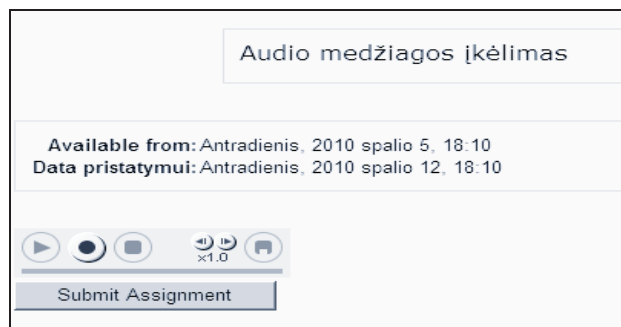 Audio medžiagos įkėlimas
Available from: Antradienis, 2010 spalio 5, 18:10
Data pristatymui: Antradienis, 2010 spalio 12, 18:10
x1.0
Submit Assignment